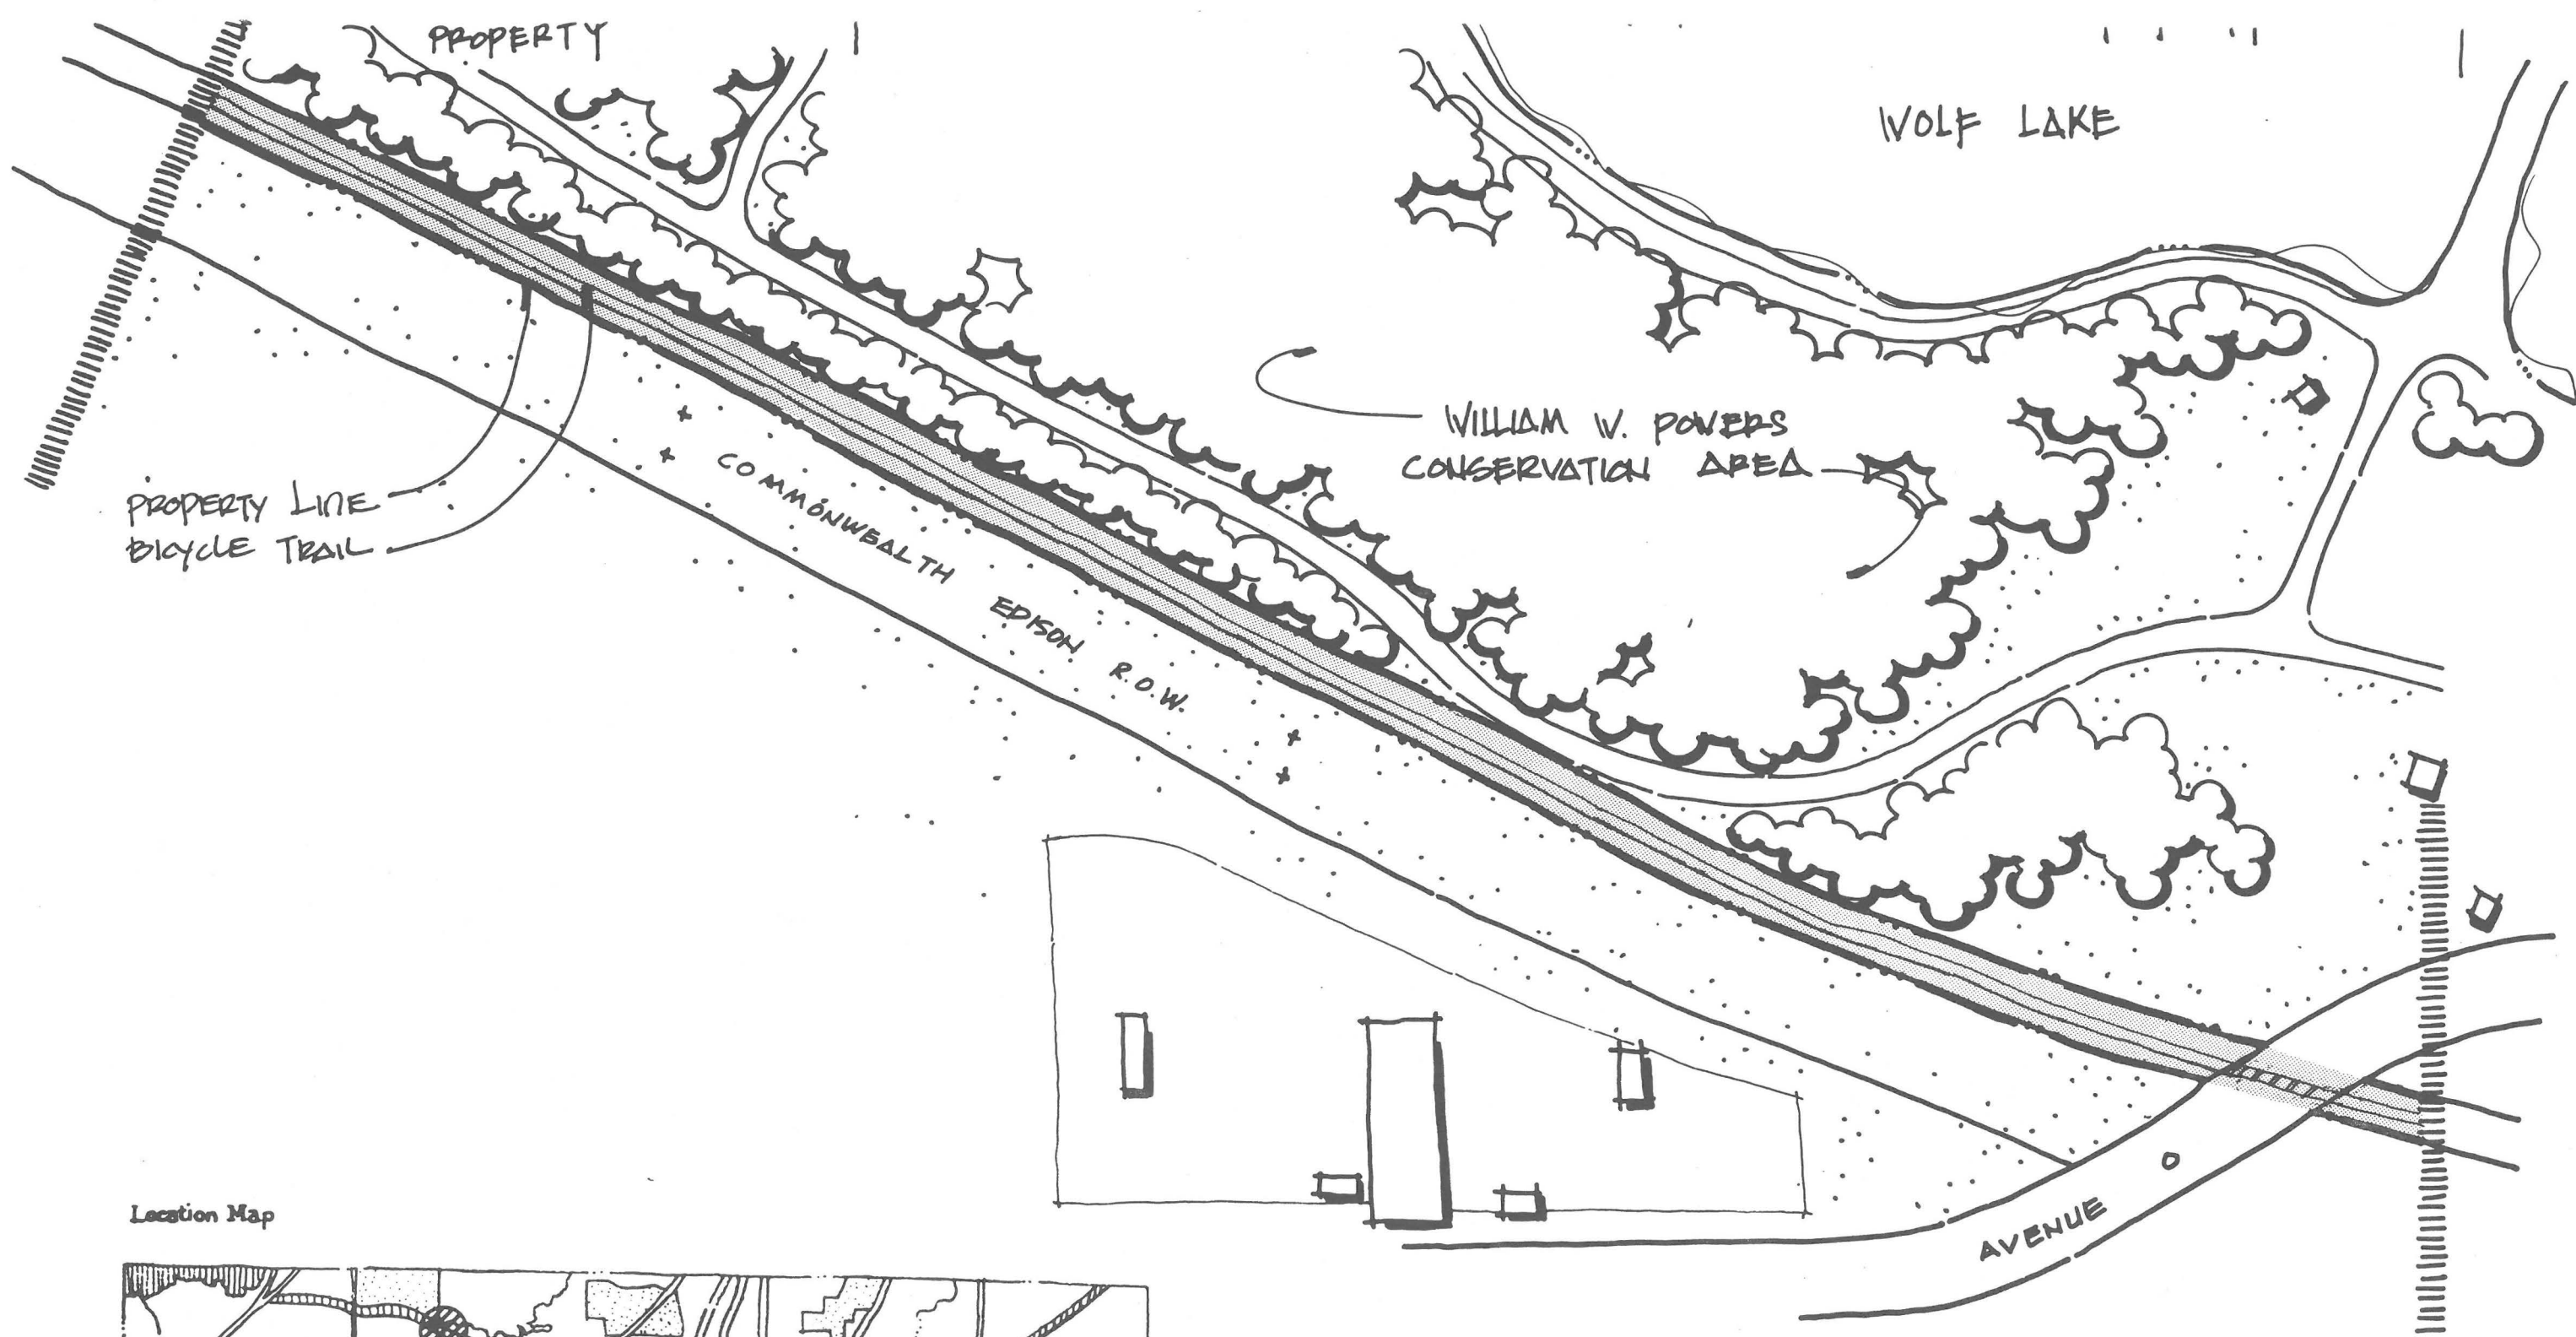 PROPERTY
WOLF LAKE
WILLIAM W. POWERS
CONSERVATION AREA
PROPERTY LINE
BICYCLE TRAIL
COMMONWEALTH EDISON R.O.W.
AVENUE
Location Map